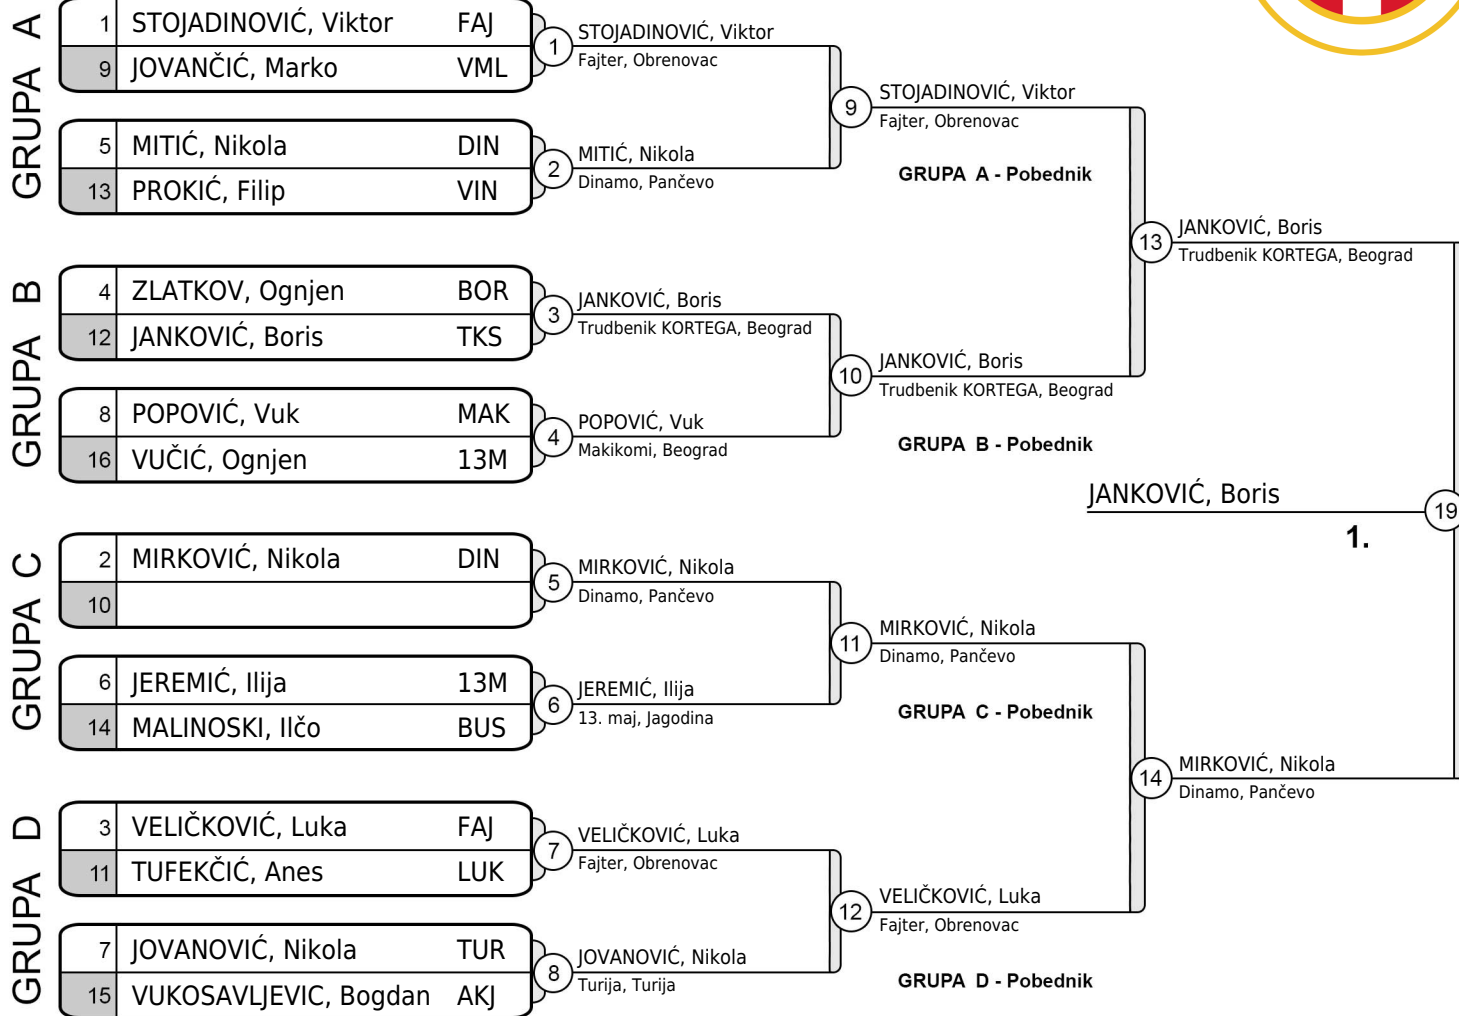 GRUPA A
1 STOJADINOVIĆ, Viktor FAJ
9 JOVANČIĆ, Marko VML
5 MITIĆ, Nikola DIN
13 PROKIĆ, Filip VIN
1
STOJADINOVIĆ, Viktor
Fajter, Obrenovac
2
MITIĆ, Nikola
Dinamo, Pančevo
9
STOJADINOVIĆ, Viktor
Fajter, Obrenovac
GRUPA A - Pobednik
GRUPA B
4 ZLATKOV, Ognjen BOR
12 JANKOVIĆ, Boris TKS
8 POPOVIĆ, Vuk MAK
16 VUČIĆ, Ognjen 13M
3
JANKOVIĆ, Boris
Trudbenik KORTEGA, Beograd
4
POPOVIĆ, Vuk
Makikomi, Beograd
10
JANKOVIĆ, Boris
Trudbenik KORTEGA, Beograd
GRUPA B - Pobednik
13
JANKOVIĆ, Boris
Trudbenik KORTEGA, Beograd
JANKOVIĆ, Boris
19
1.
GRUPA C
2 MIRKOVIĆ, Nikola DIN
10
6 JEREMIĆ, Ilija 13M
14 MALINOSKI, Ilčo BUS
5
MIRKOVIĆ, Nikola
Dinamo, Pančevo
6
JEREMIĆ, Ilija
13. maj, Jagodina
11
MIRKOVIĆ, Nikola
Dinamo, Pančevo
GRUPA C - Pobednik
GRUPA D
3 VELIČKOVIĆ, Luka FAJ
11 TUFEKČIĆ, Anes LUK
7 JOVANOVIĆ, Nikola TUR
15 VUKOSAVLJEVIC, Bogdan AKJ
7
VELIČKOVIĆ, Luka
Fajter, Obrenovac
8
JOVANOVIĆ, Nikola
Turija, Turija
12
VELIČKOVIĆ, Luka
Fajter, Obrenovac
GRUPA D - Pobednik
14
MIRKOVIĆ, Nikola
Dinamo, Pančevo